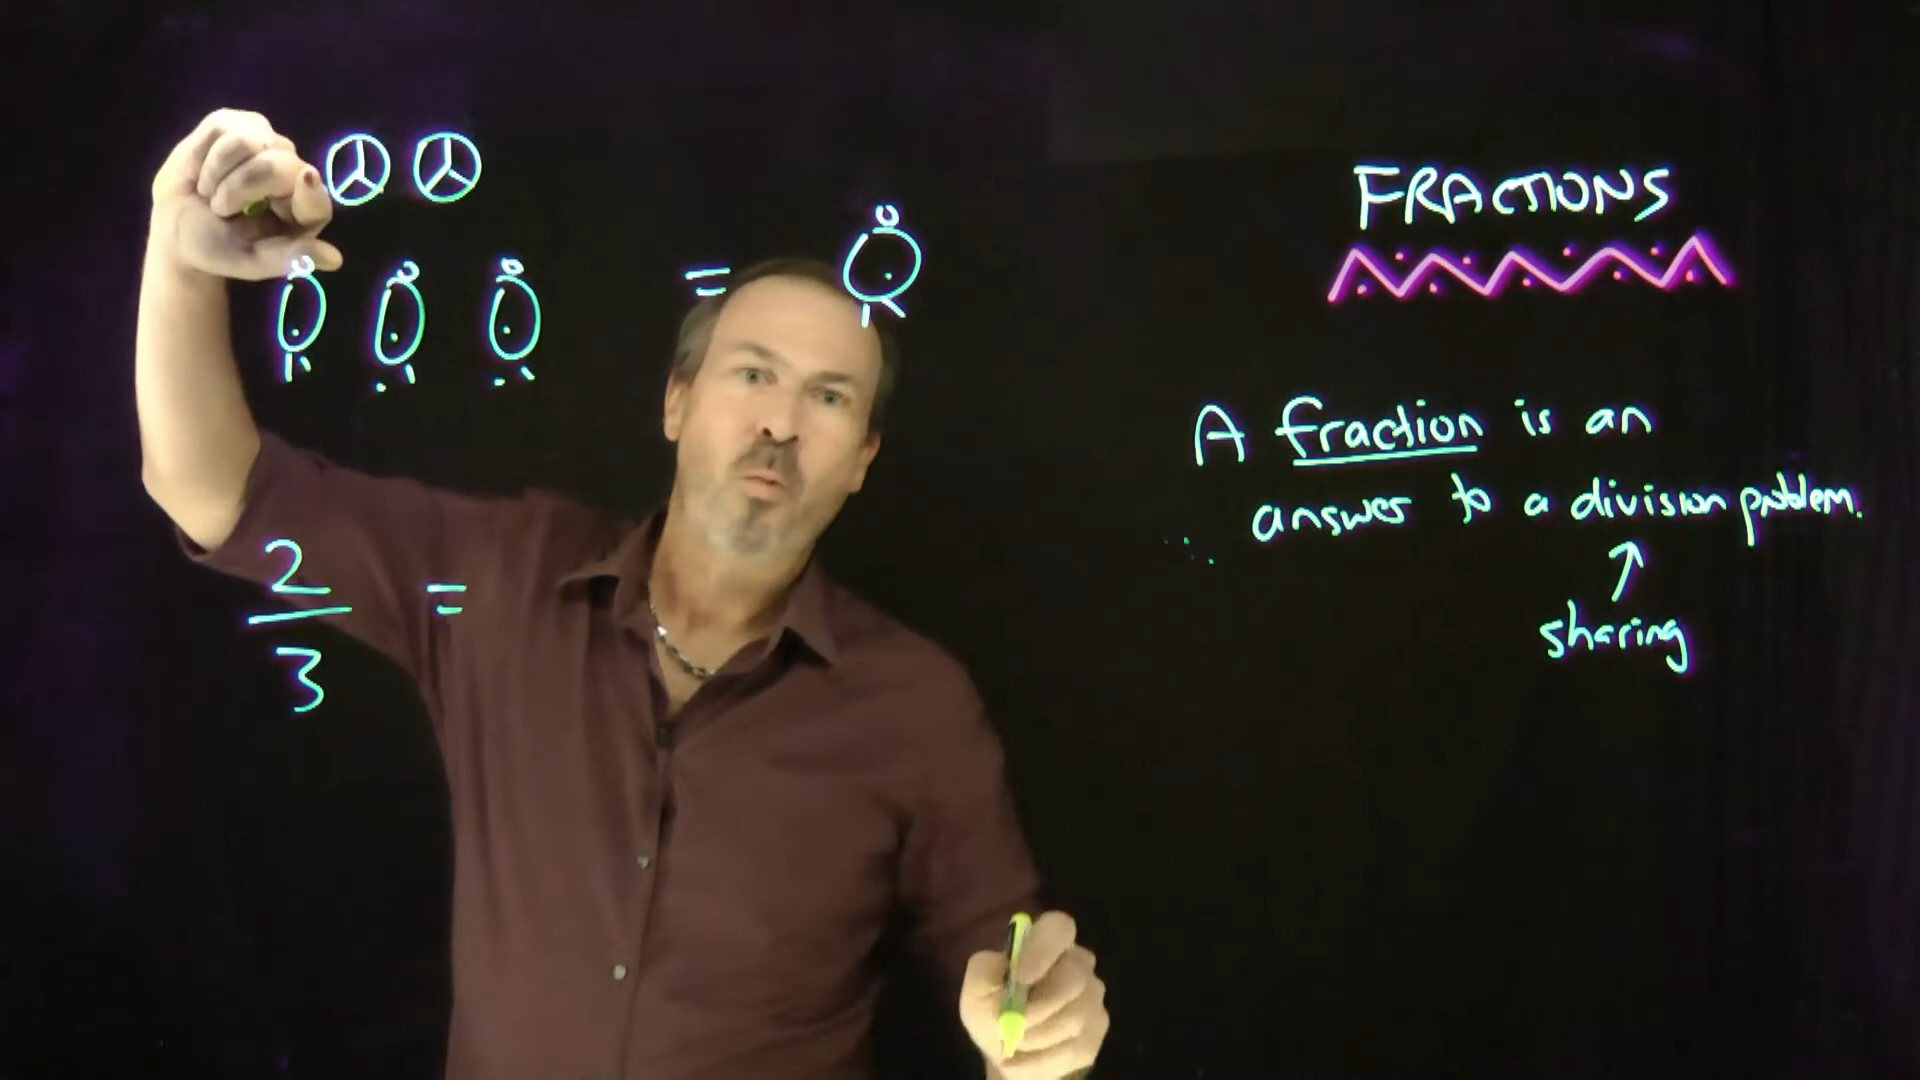 FRACTIONS
=
A fraction is an
answer to a division problem.
↑
sharing
2
3
=